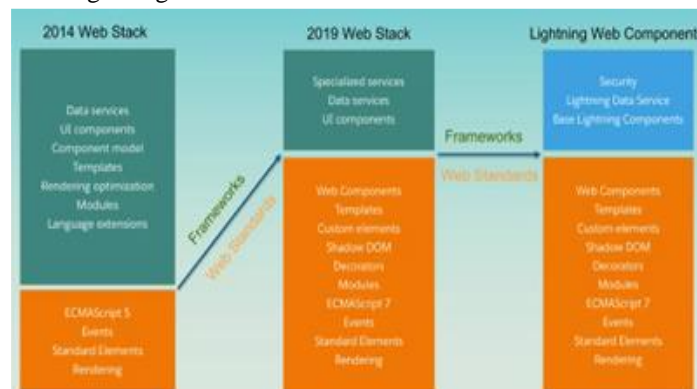 2014 Web Stack
Data services
UI components
Component model
Templates
Rendering optimization
Modules
Language extensions
ECMAScript 5
Events
Standard Elements
Rendering
Frameworks
Web Standards
2019 Web Stack
Specialized services
Data services
UI components
Web Components
Templates
Custom elements
Shadow DOM
Decorators
Modules
ECMAScript 7
Events
Standard Elements
Rendering
Frameworks
Web Standards
Lightning Web Component
Security
Lightning Data Service
Base Lightning Components
Web Components
Templates
Custom elements
Shadow DOM
Decorators
Modules
ECMAScript 7
Events
Standard Elements
Rendering